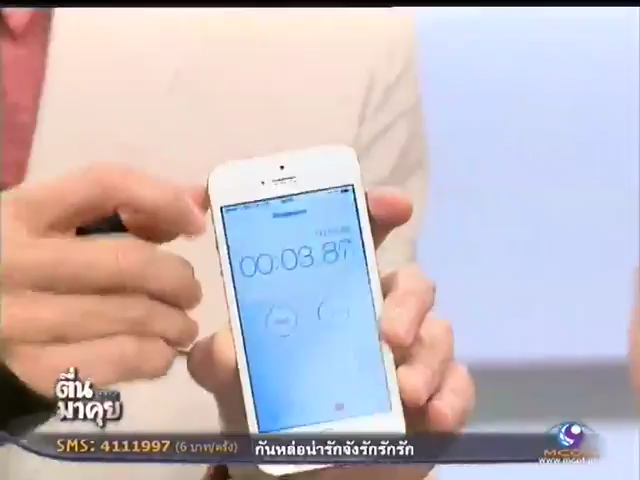 00:03.87
ตื่น
มาคุย
SMS: 4111997 (6 บาท/ครั้ง)
กันหล่อน่ารักจังรักรักรัก
MCOT